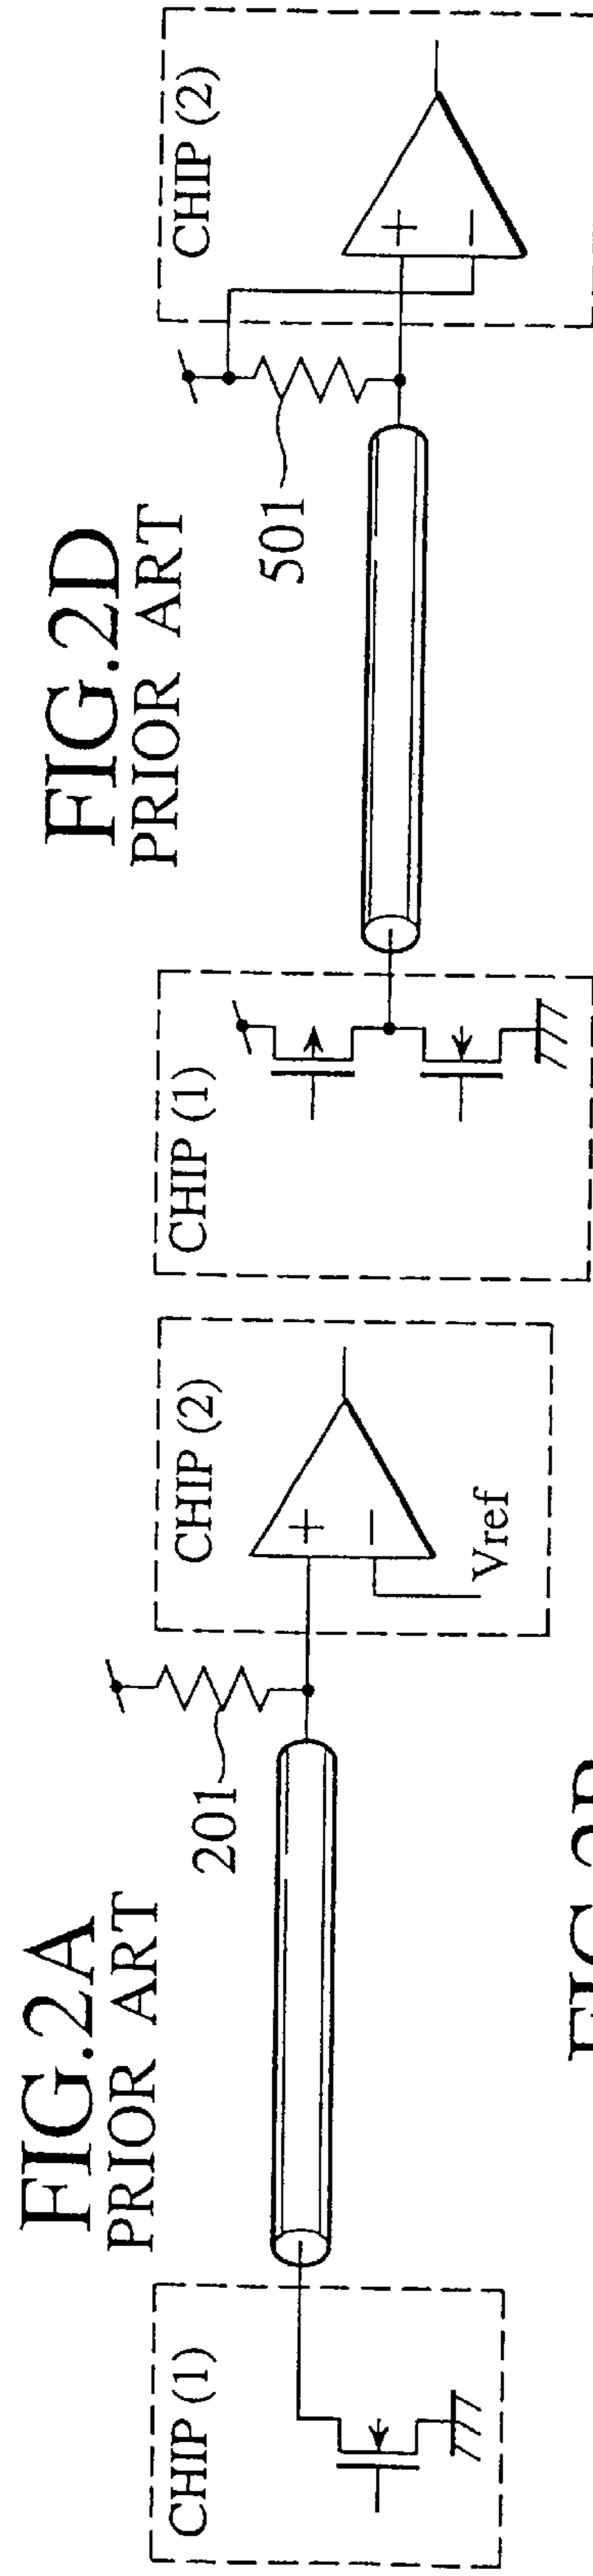 FIG.2A
PRIOR ART
CHIP (1)
201
CHIP (2)
+
−
Vref
FIG.2D
PRIOR ART
CHIP (1)
501
CHIP (2)
+
−